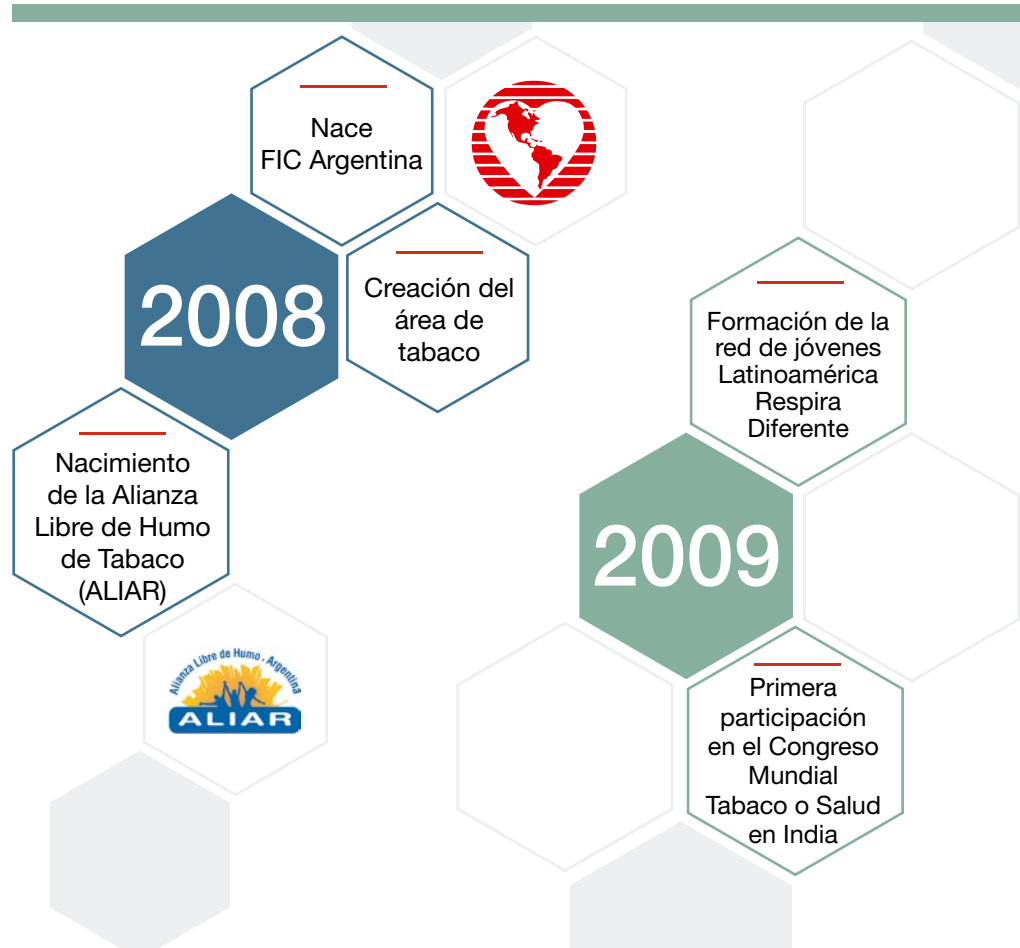 Nace
FIC Argentina
2008
Creación del
área de
tabaco
Nacimiento
de la Alianza
Libre de Humo
de Tabaco
(ALIAR)
Alianza Libre de Humo . Argentina
ALIAR
Formación de la
red de jóvenes
Latinoamérica
Respira
Diferente
2009
Primera
participación
en el Congreso
Mundial
Tabaco o Salud
en India